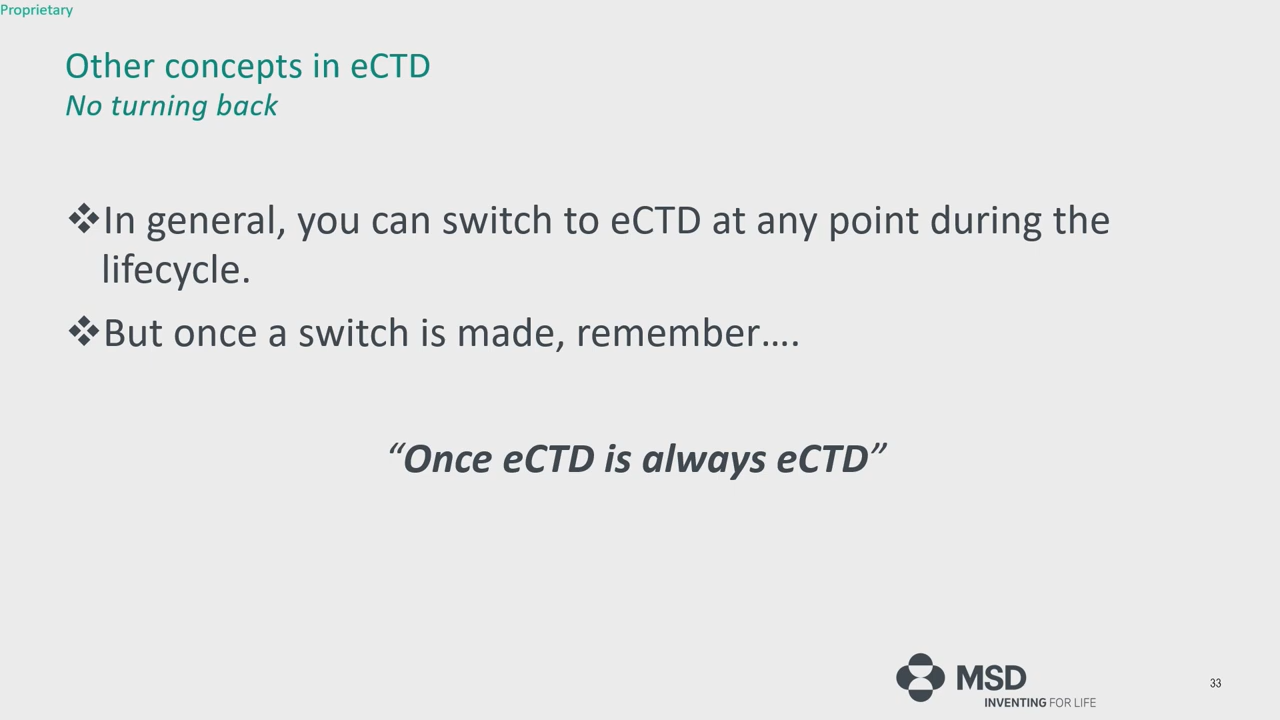 Proprietary
Other concepts in eCTD
No turning back
❖In general, you can switch to eCTD at any point during the
lifecycle.
❖But once a switch is made, remember….
“Once eCTD is always eCTD”
MSD
INVENTING FOR LIFE
33